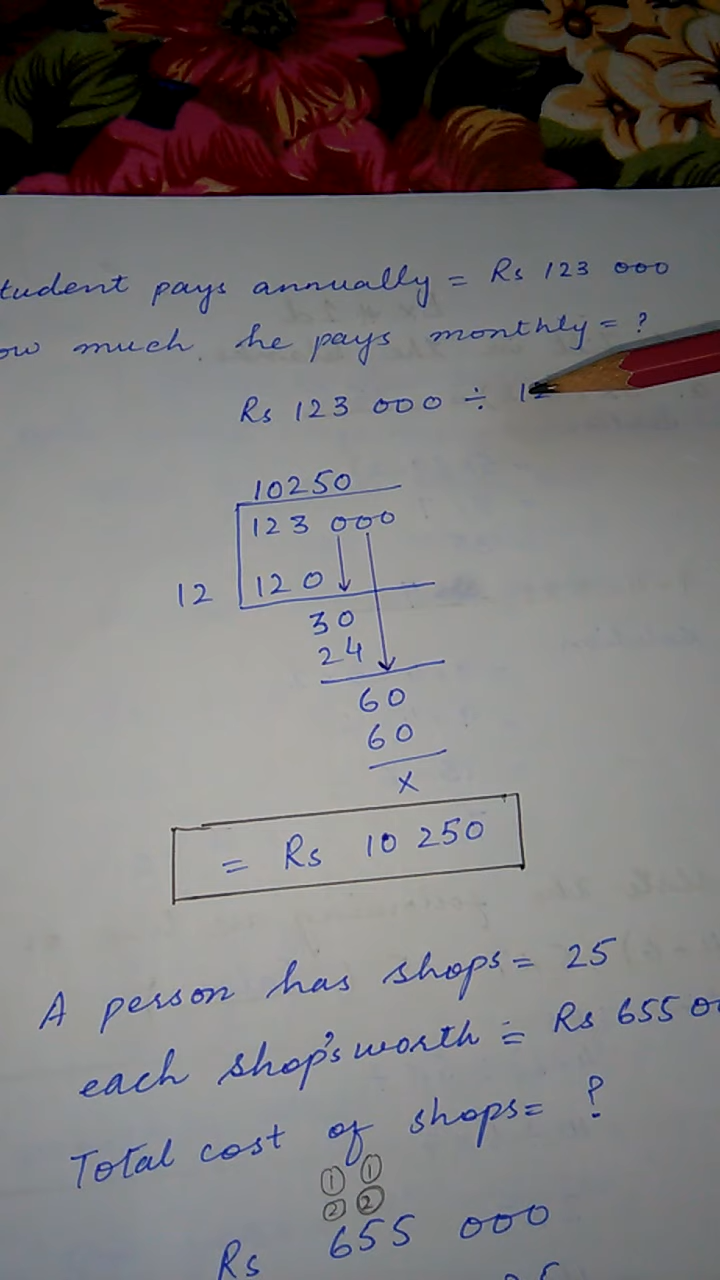 tudent pays annually = Rs 123 000
ow much he pays monthly = ?
Rs 123 000 ÷ 12
10250
123 000
12 120
30
24
60
60
x
= Rs 10 250
A person has shops = 25
each shop's worth = Rs 655 00
Total cost of shops = ?
1 1
2 2
Rs 655 000